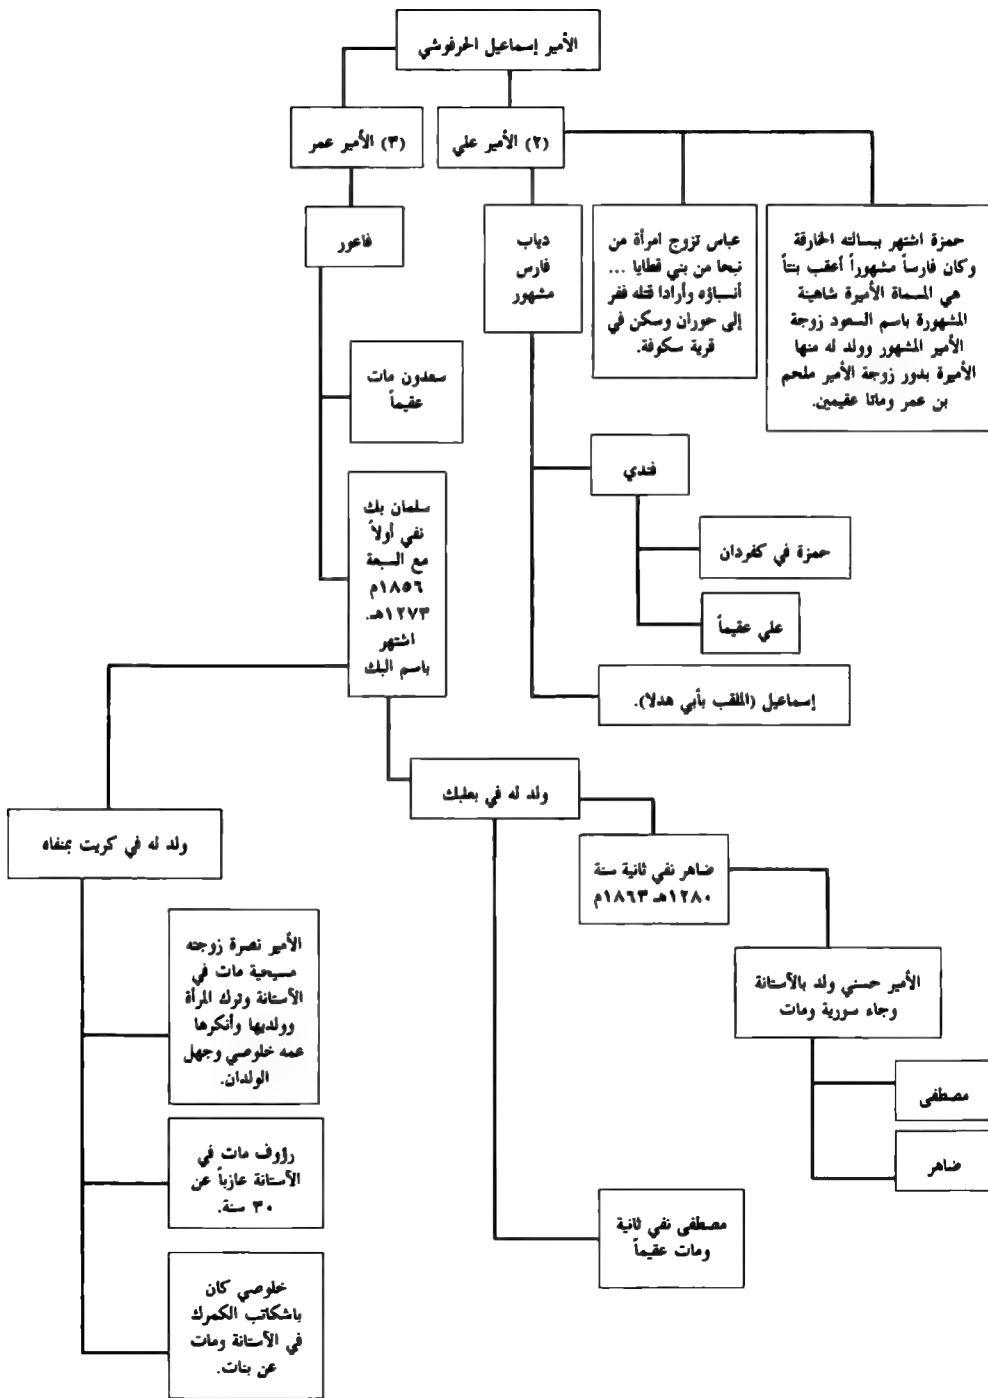 الأمير إسماعيل الحرفوشي
(٢) الأمير علي
(٣) الأمير عمر
حمزة اشتهر ببسالته الخارقة
وكان فارساً مشهوراً أعقب بنتاً
هي المسماة الأميرة شاهينة
المشهورة باسم السعود زوجة
الأمير المشهور وولد له منها
الأميرة بدور زوجة الأمير ملحم
بن عمر وماتا عقيمين.
عباس تزوج امرأة من
نبحا من بني قطايا ...
أنسباؤه وأرادا قتله ففر
إلى حوران وسكن في
قرية سكوفة.
دياب
فارس
مشهور
فاعور
سعدون مات
عقيماً
فندي
حمزة في كفردان
علي عقيماً
إسماعيل (الملقب بأبي هدلا).
سلمان بك
نفي أولاً
مع السبعة
١٨٥٦م
١٢٧٣هـ.
اشتهر
باسم البك
ولد له في بعلبك
ولد له في كريت بمنفاه
ضاهر نفي ثانية سنة
١٢٨٠هـ ١٨٦٣م
الأمير حسني ولد بالآستانة
وجاء سورية ومات
مصطفى
ضاهر
مصطفى نفي ثانية
ومات عقيماً
الأمير نصرة زوجته
مسيحية مات في
الآستانة وترك المرأة
وولديها وأنكرها
عمه خلوصي وجهل
الولدان.
رؤوف مات في
الآستانة عازباً عن
٣٠ سنة.
خلوصي كان
باشكاتب الكمرك
في الآستانة ومات
عن بنات.